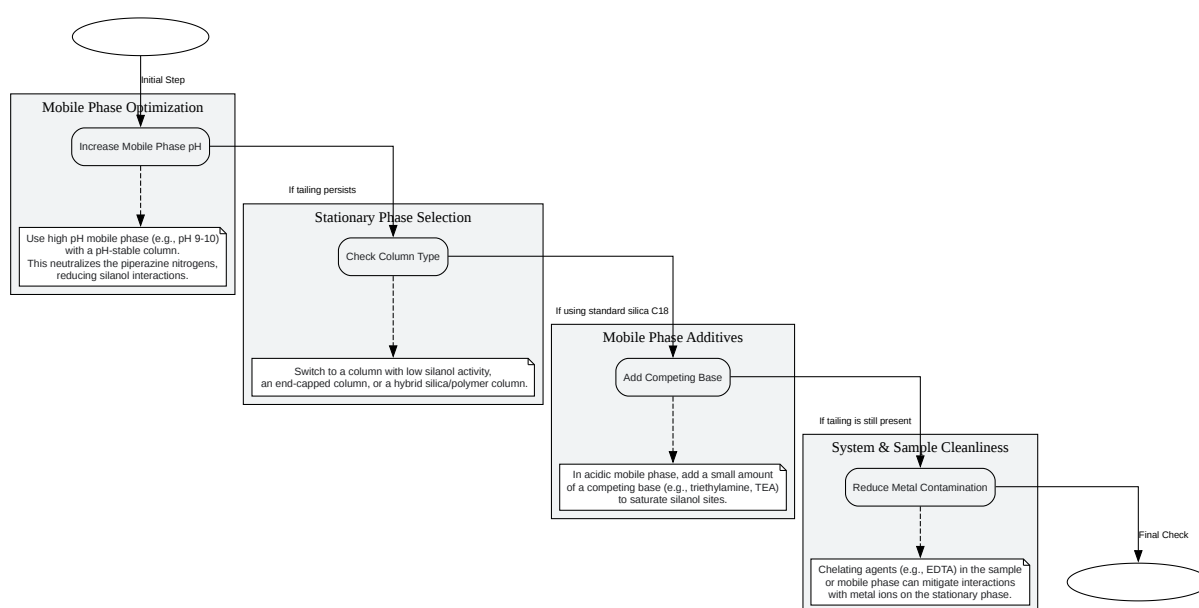 Initial Step
Mobile Phase Optimization
Increase Mobile Phase pH
Use high pH mobile phase (e.g., pH 9-10)
with a pH-stable column.
This neutralizes the piperazine nitrogens,
reducing silanol interactions.
If tailing persists
Stationary Phase Selection
Check Column Type
Switch to a column with low silanol activity,
an end-capped column, or a hybrid silica/polymer column.
If using standard silica C18
Mobile Phase Additives
Add Competing Base
In acidic mobile phase, add a small amount
of a competing base (e.g., triethylamine, TEA)
to saturate silanol sites.
If tailing is still present
System & Sample Cleanliness
Reduce Metal Contamination
Chelating agents (e.g., EDTA) in the sample
or mobile phase can mitigate interactions
with metal ions on the stationary phase.
Final Check